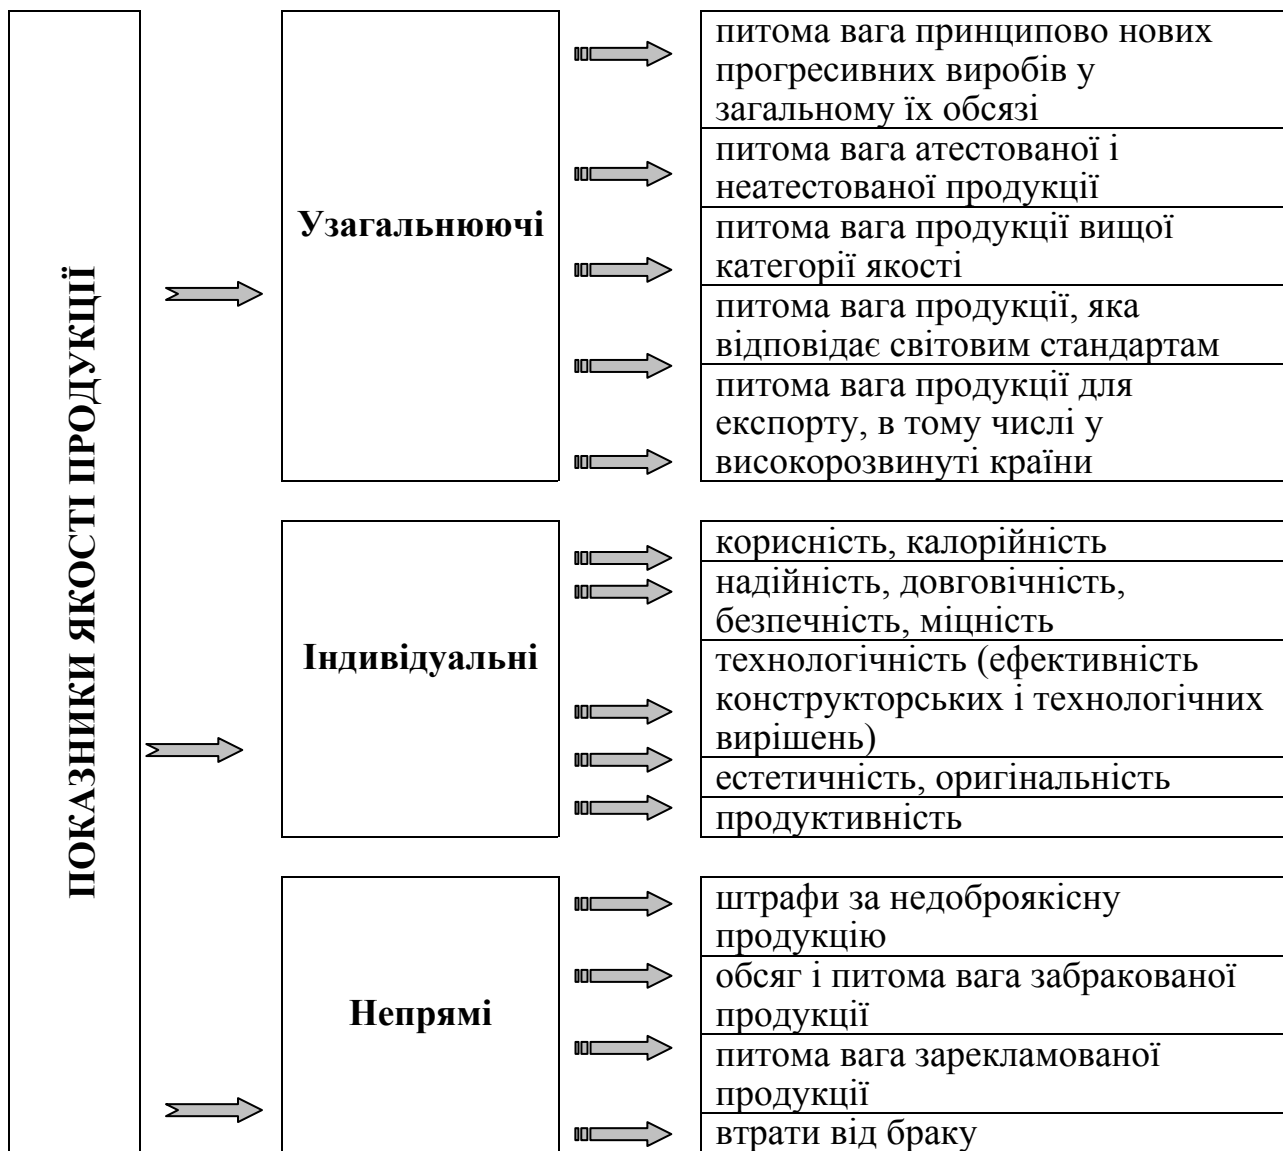 ПОКАЗНИКИ ЯКОСТІ ПРОДУКЦІЇ
Узагальнюючі
питома вага принципово нових
прогресивних виробів у
загальному їх обсязі
питома вага атестованої і
неатестованої продукції
питома вага продукції вищої
категорії якості
питома вага продукції, яка
відповідає світовим стандартам
питома вага продукції для
експорту, в тому числі у
високорозвинуті країни
Індивідуальні
корисність, калорійність
надійність, довговічність,
безпечність, міцність
технологічність (ефективність
конструкторських і технологічних
вирішень)
естетичність, оригінальність
продуктивність
Непрямі
штрафи за недоброякісну
продукцію
обсяг і питома вага забракованої
продукції
питома вага зарекламованої
продукції
втрати від браку